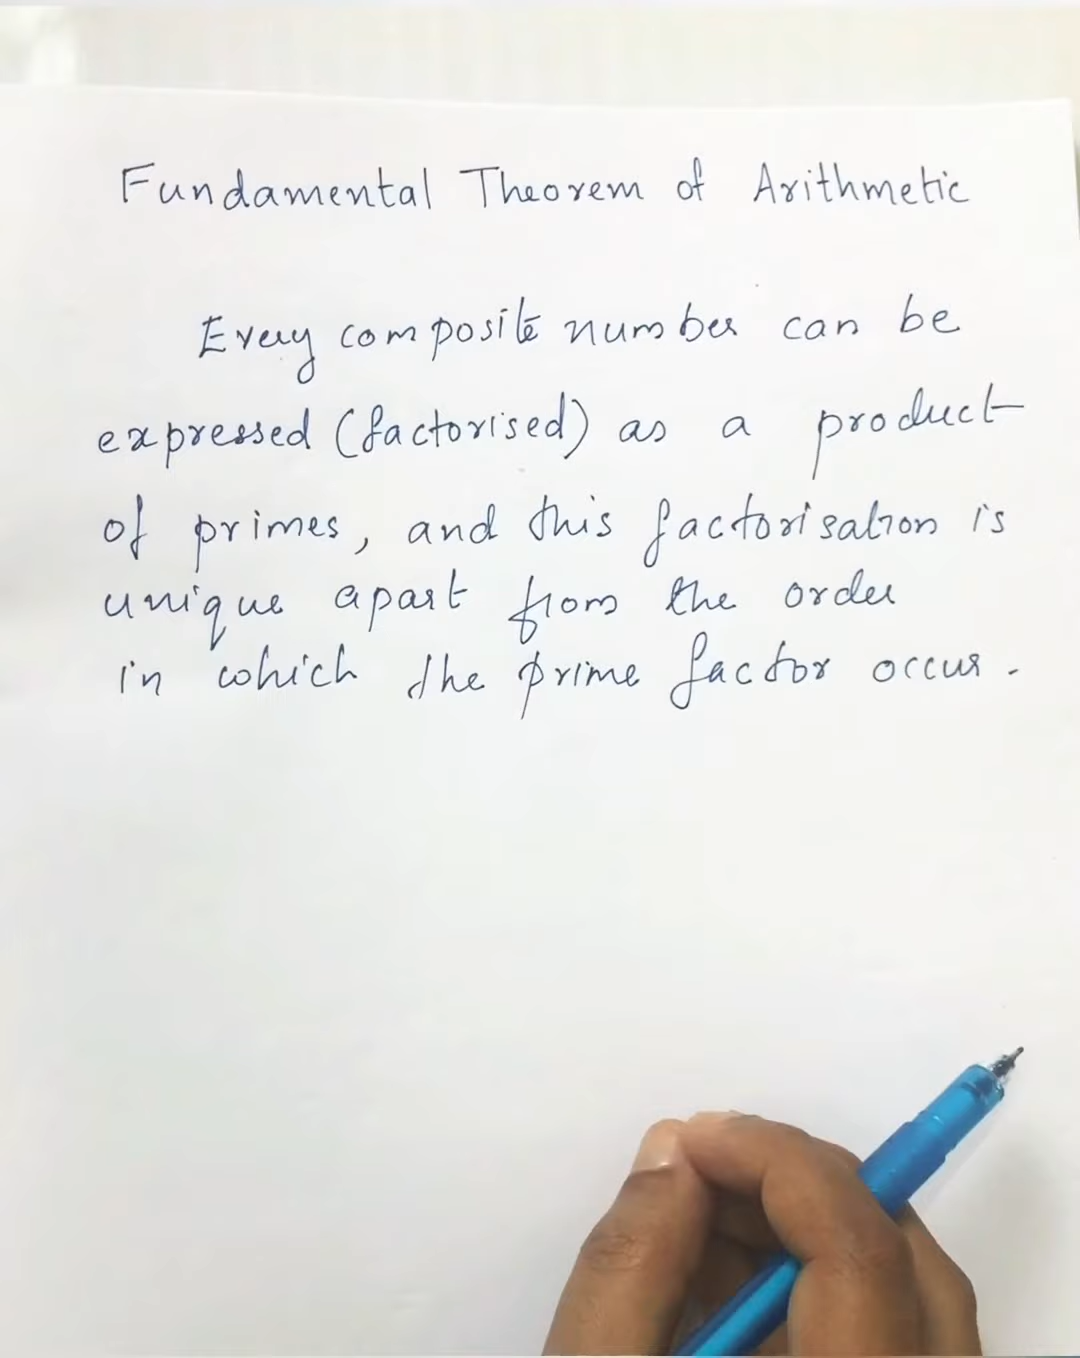 Fundamental Theorem of Arithmetic
Every composite number can be
expressed (factorised) as a product
of primes, and this factorisation is
unique apart from the order
in which the prime factor occur.